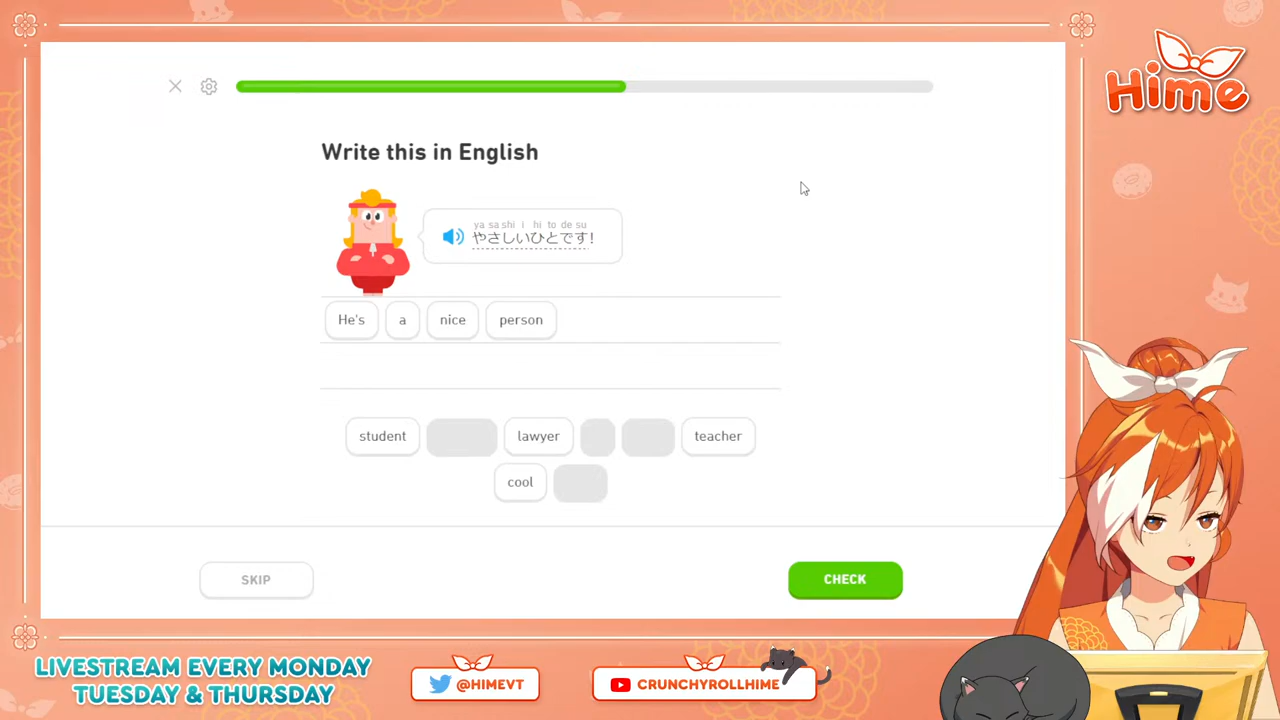 Hime
Write this in English
ya sa shi i hi to de su
やさしいひとです!
He's a nice person
student lawyer teacher
cool
SKIP
CHECK
LIVESTREAM EVERY MONDAY
TUESDAY & THURSDAY
@HIMEVT
CRUNCHYROLLHIME